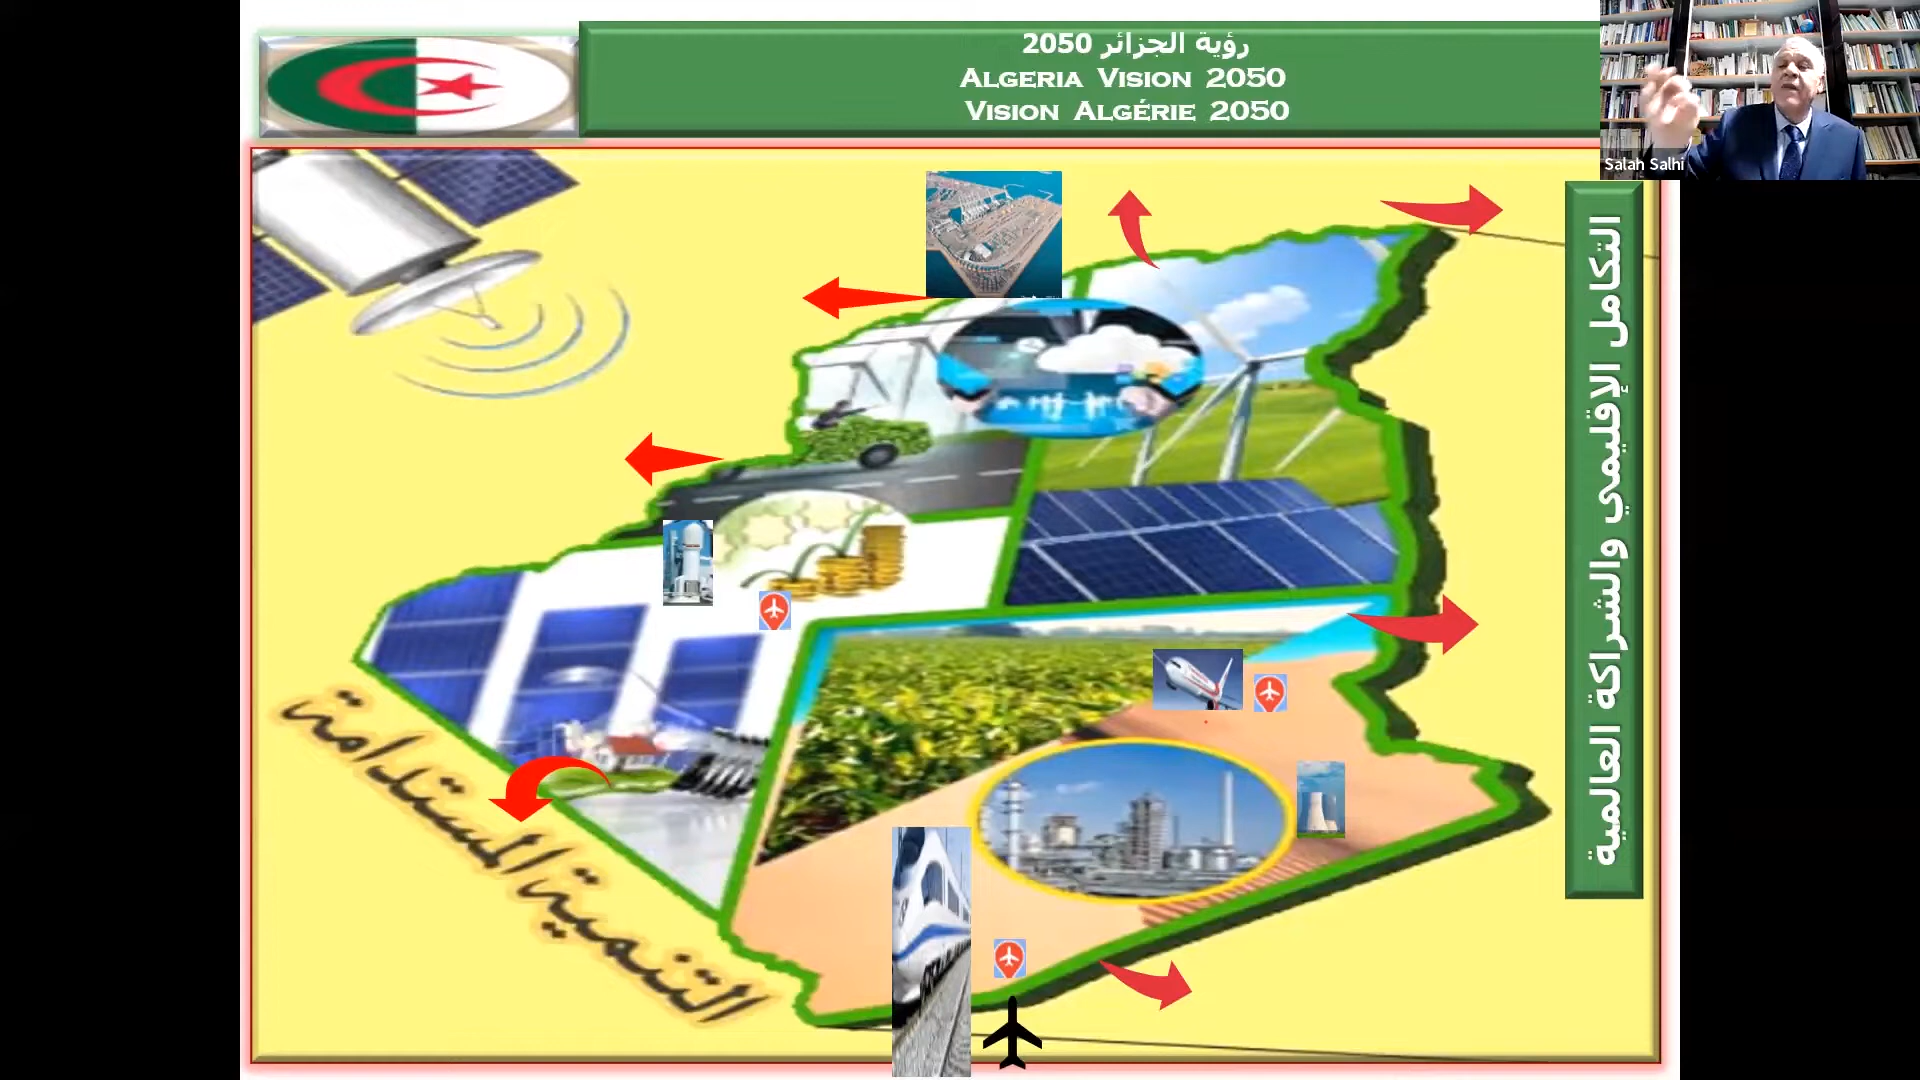 رؤية الجزائر 2050
ALGERIA VISION 2050
VISION ALGÉRIE 2050
Salah Salhi
التكامل الإقليمي والشراكة العالمية
التنمية المستدامة